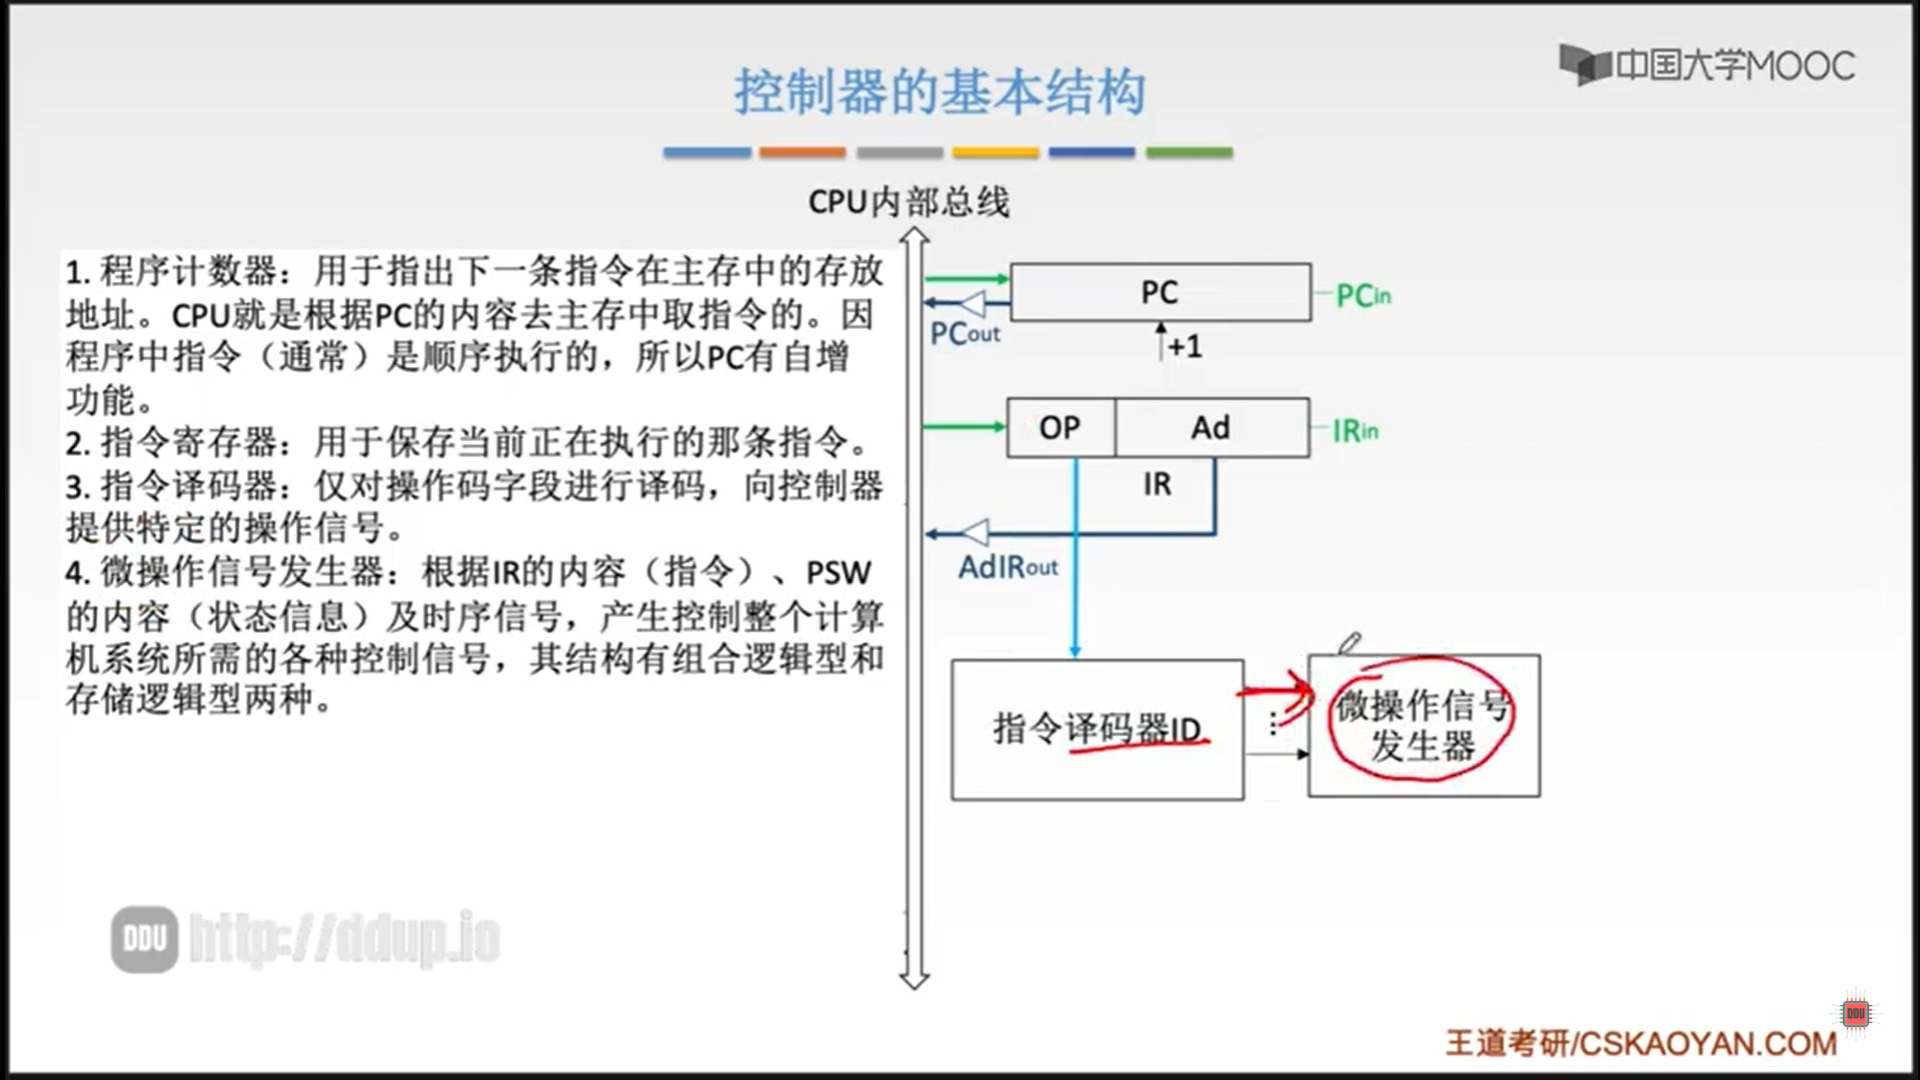 中国大学MOOC
控制器的基本结构
CPU内部总线
1. 程序计数器：用于指出下一条指令在主存中的存放
地址。CPU就是根据PC的内容去主存中取指令的。因
程序中指令（通常）是顺序执行的，所以PC有自增
功能。
2. 指令寄存器：用于保存当前正在执行的那条指令。
3. 指令译码器：仅对操作码字段进行译码，向控制器
提供特定的操作信号。
4. 微操作信号发生器：根据IR的内容（指令）、PSW
的内容（状态信息）及时序信号，产生控制整个计算
机系统所需的各种控制信号，其结构有组合逻辑型和
存储逻辑型两种。
PC
PCin
PCout
+1
OP
Ad
IRin
IR
AdIRout
指令译码器ID
⋮
微操作信号
发生器
DDU http://ddup.io
DDU
王道考研/CSKAOYAN.COM